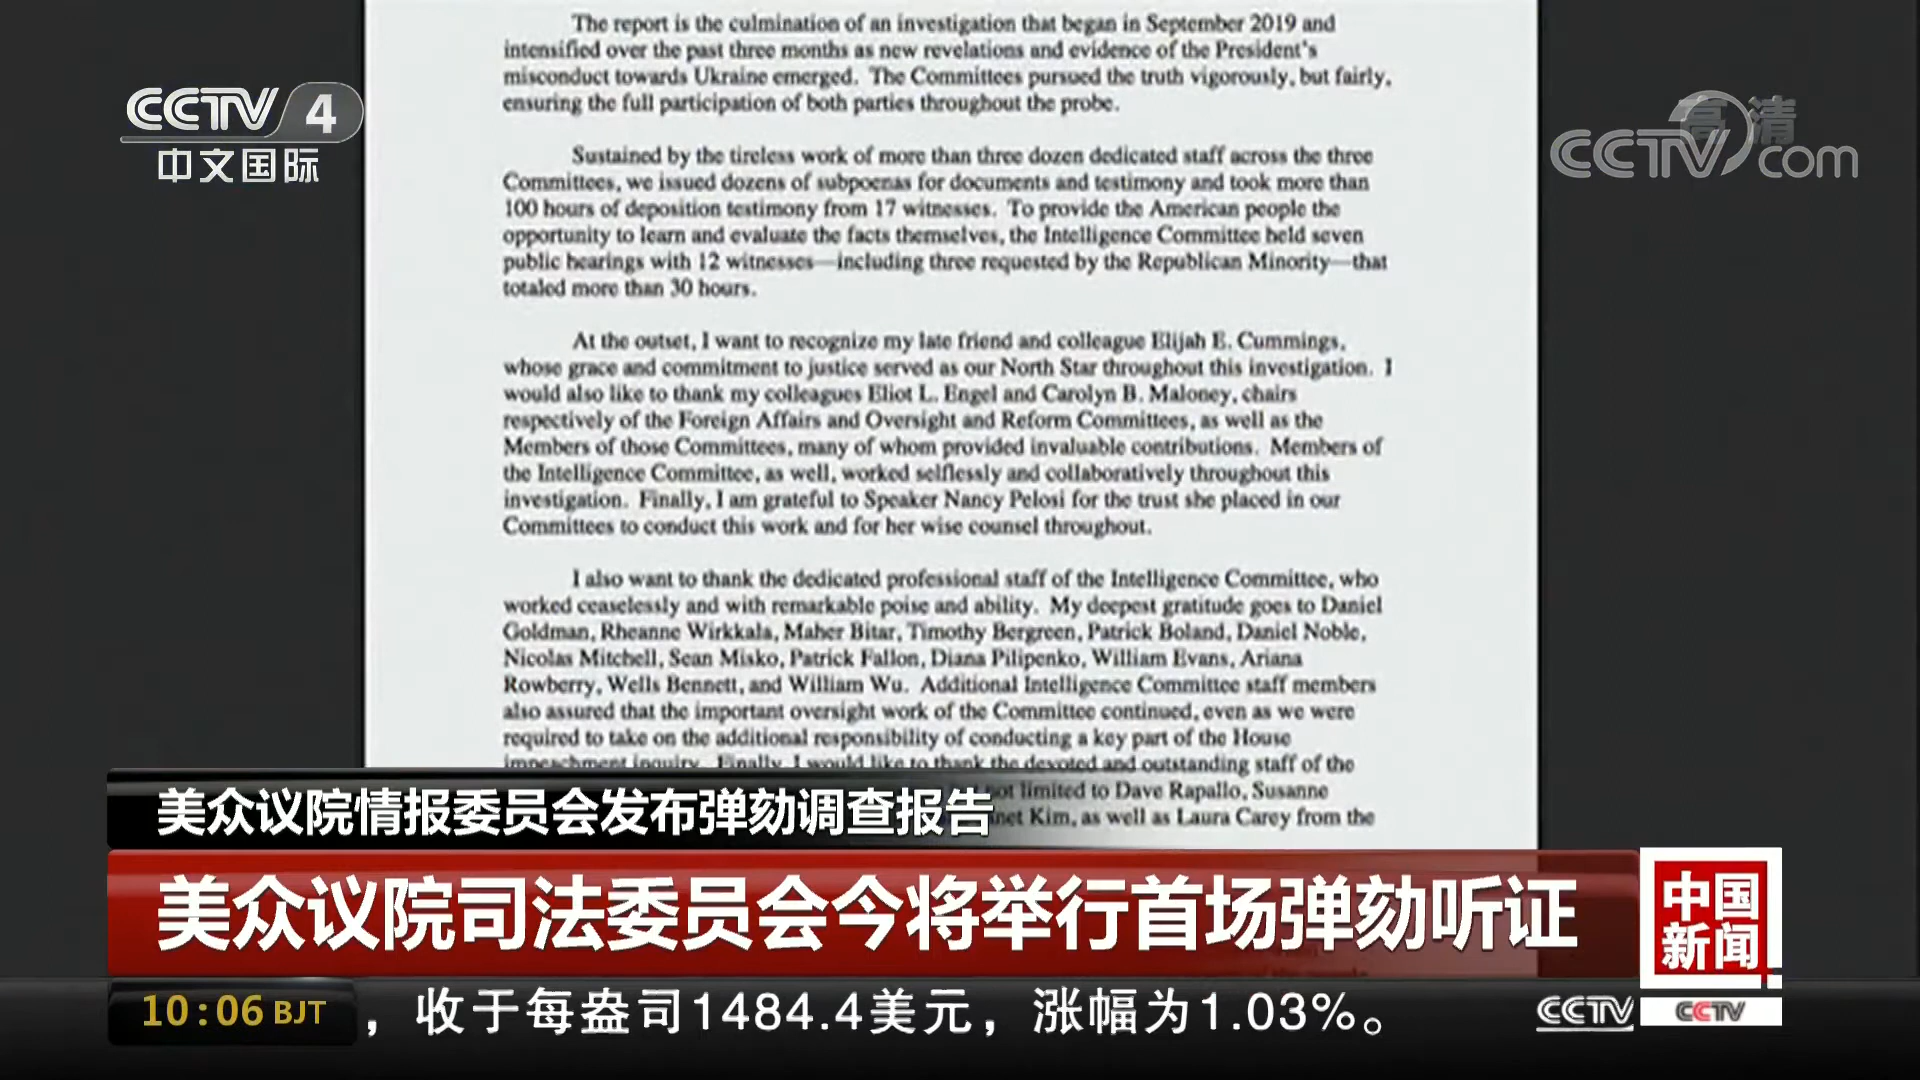 The report is the culmination of an investigation that began in September 2019 and
intensified over the past three months as new revelations and evidence of the President's
misconduct towards Ukraine emerged. The Committees pursued the truth vigorously, but fairly,
ensuring the full participation of both parties throughout the probe.
CCTV 4
中文国际
高清
CCTV.com
Sustained by the tireless work of more than three dozen dedicated staff across the three
Committees, we issued dozens of subpoenas for documents and testimony and took more than
100 hours of deposition testimony from 17 witnesses. To provide the American people the
opportunity to learn and evaluate the facts themselves, the Intelligence Committee held seven
public hearings with 12 witnesses—including three requested by the Republican Minority—that
totaled more than 30 hours.
At the outset, I want to recognize my late friend and colleague Elijah E. Cummings,
whose grace and commitment to justice served as our North Star throughout this investigation. I
would also like to thank my colleagues Eliot L. Engel and Carolyn B. Maloney, chairs
respectively of the Foreign Affairs and Oversight and Reform Committees, as well as the
Members of those Committees, many of whom provided invaluable contributions. Members of
the Intelligence Committee, as well, worked selflessly and collaboratively throughout this
investigation. Finally, I am grateful to Speaker Nancy Pelosi for the trust she placed in our
Committees to conduct this work and for her wise counsel throughout.
I also want to thank the dedicated professional staff of the Intelligence Committee, who
worked ceaselessly and with remarkable poise and ability. My deepest gratitude goes to Daniel
Goldman, Rheanne Wirkkala, Maher Bitar, Timothy Bergreen, Patrick Boland, Daniel Noble,
Nicolas Mitchell, Sean Misko, Patrick Fallon, Diana Pilipenko, William Evans, Ariana
Rowberry, Wells Bennett, and William Wu. Additional Intelligence Committee staff members
also assured that the important oversight work of the Committee continued, even as we were
required to take on the additional responsibility of conducting a key part of the House
impeachment inquiry. Finally, I would like to thank the devoted and outstanding staff of the
not limited to Dave Rapallo, Susanne
Kim, as well as Laura Carey from the
美众议院情报委员会发布弹劾调查报告
美众议院司法委员会今将举行首场弹劾听证
中国
新闻
10:06 BJT ，收于每盎司1484.4美元，涨幅为1.03%。
CCTV
CCTV